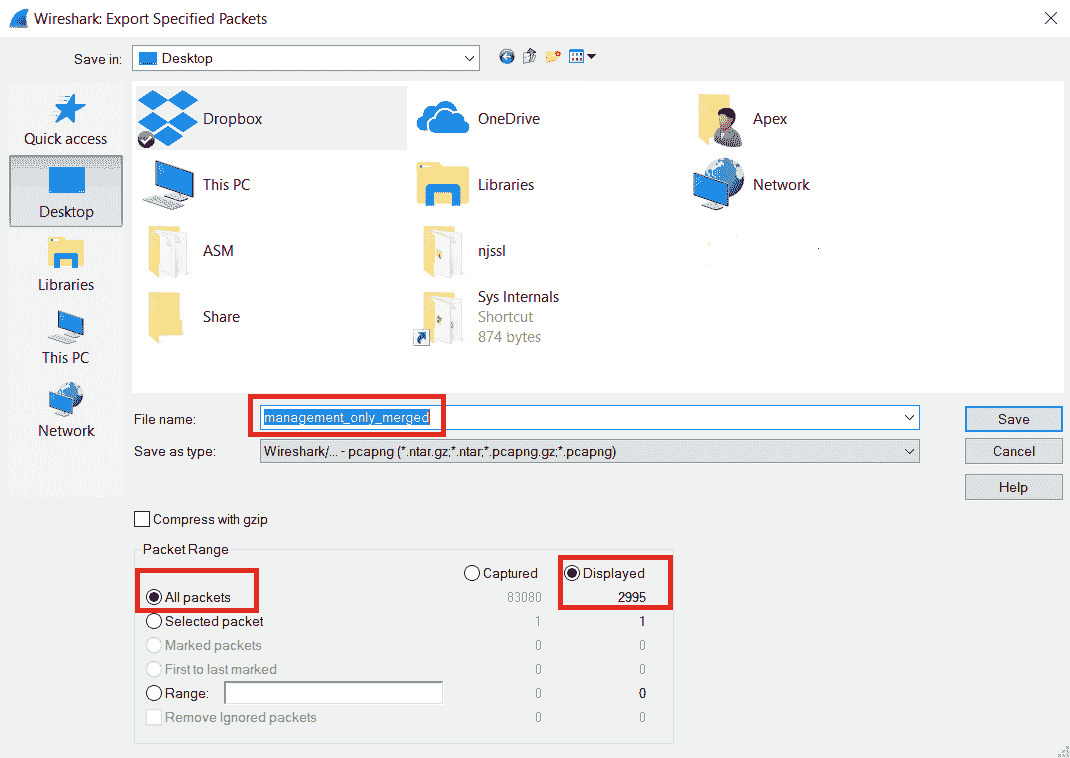 Wireshark: Export Specified Packets
Save in:
Desktop
Quick access
Desktop
Libraries
This PC
Network
Dropbox
OneDrive
Apex
This PC
Libraries
Network
ASM
njssl
Share
Sys Internals
Shortcut
874 bytes
File name:
management_only_merged
Save
Save as type:
Wireshark/... - pcapng (*.ntar.gz;*.ntar;*.pcapng.gz;*.pcapng)
Cancel
Help
Compress with gzip
Packet Range
Captured Displayed
All packets 83080 2995
Selected packet 1 1
Marked packets 0 0
First to last marked 0 0
Range: 0 0
Remove Ignored packets 0 0